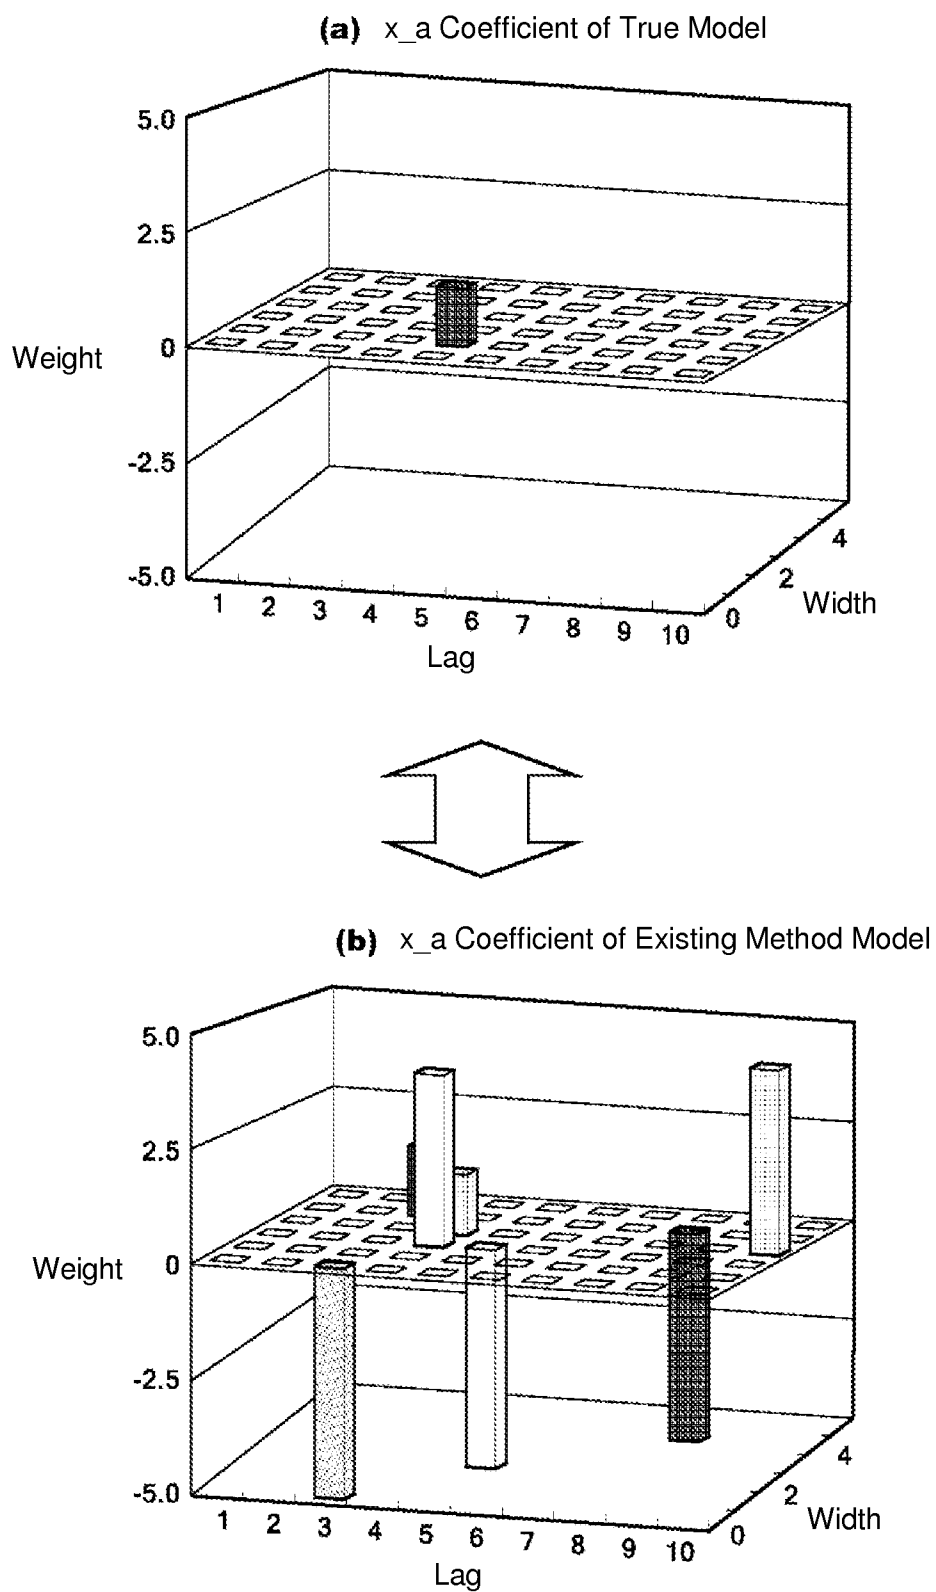 (a) x_a Coefficient of True Model
5.0
2.5
Weight
0
-2.5
-5.0
1 2 3 4 5 6 7 8 9 10
Lag
0 2 4
Width
(b) x_a Coefficient of Existing Method Model
5.0
2.5
Weight
0
-2.5
-5.0
1 2 3 4 5 6 7 8 9 10
Lag
0 2 4
Width